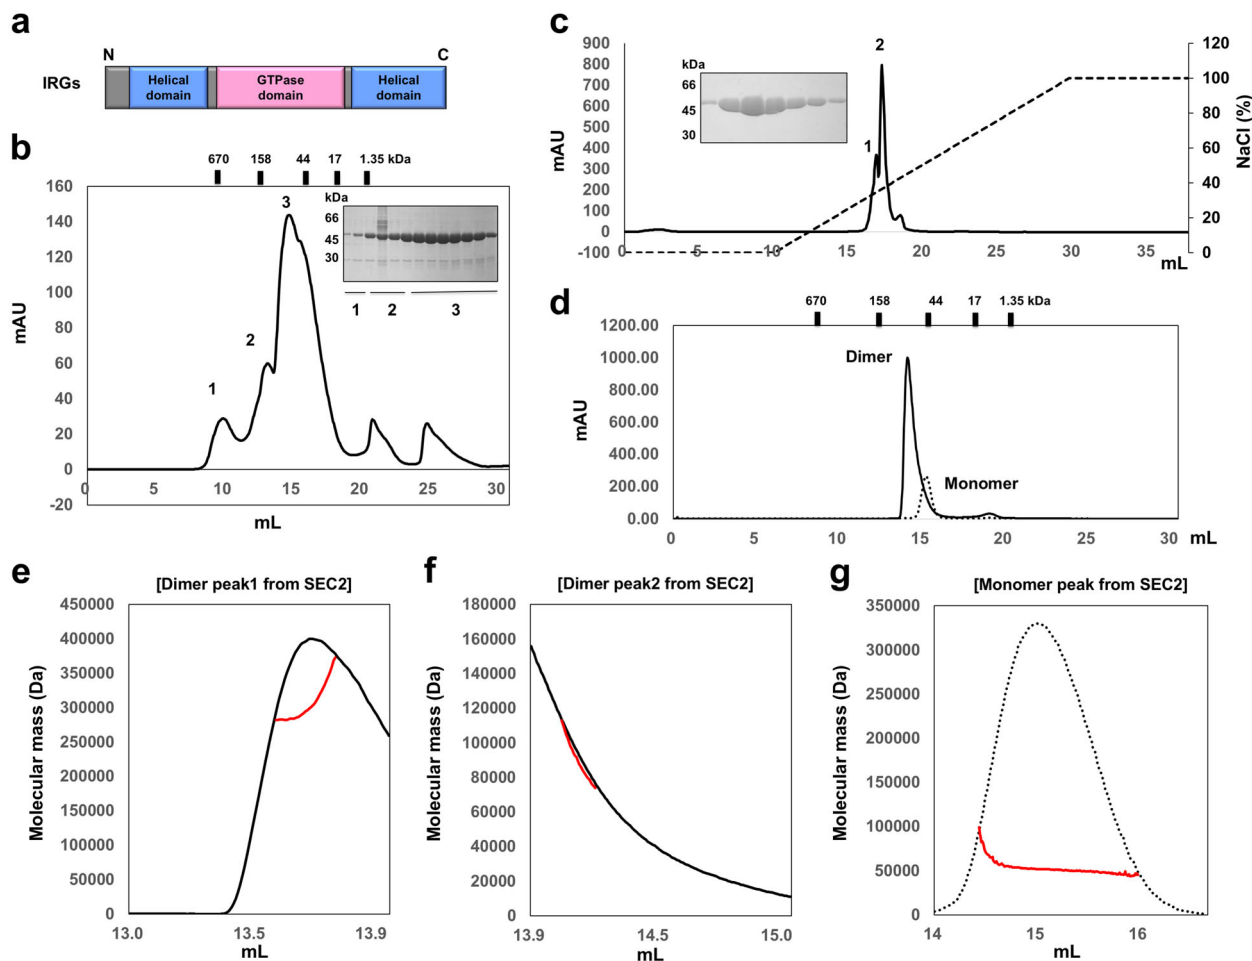 a
N C
IRGs
Helical domain
GTPase domain
Helical domain
b
670 158 44 17 1.35 kDa
160
140
120
100
80
60
40
20
0
-20
mAU
0 5 10 15 20 25 30
mL
1
2
3
kDa
66
45
30
1 2 3
c
900
800
700
600
500
400
300
200
100
0
-100
mAU
0 5 10 15 20 25 30 35
mL
120
100
80
60
40
20
0
NaCl (%)
1
2
kDa
66
45
30
d
670 158 44 17 1.35 kDa
1200.00
1000.00
800.00
600.00
400.00
200.00
0.00
mAU
Dimer
Monomer
0 5 10 15 20 25 30 mL
e
[Dimer peak1 from SEC2]
450000
400000
350000
300000
250000
200000
150000
100000
50000
0
Molecular mass (Da)
13.0 13.5 13.9
mL
f
[Dimer peak2 from SEC2]
180000
160000
140000
120000
100000
80000
60000
40000
20000
0
Molecular mass (Da)
13.9 14.5 15.0
mL
g
[Monomer peak from SEC2]
350000
300000
250000
200000
150000
100000
50000
0
Molecular mass (Da)
14 15 16
mL